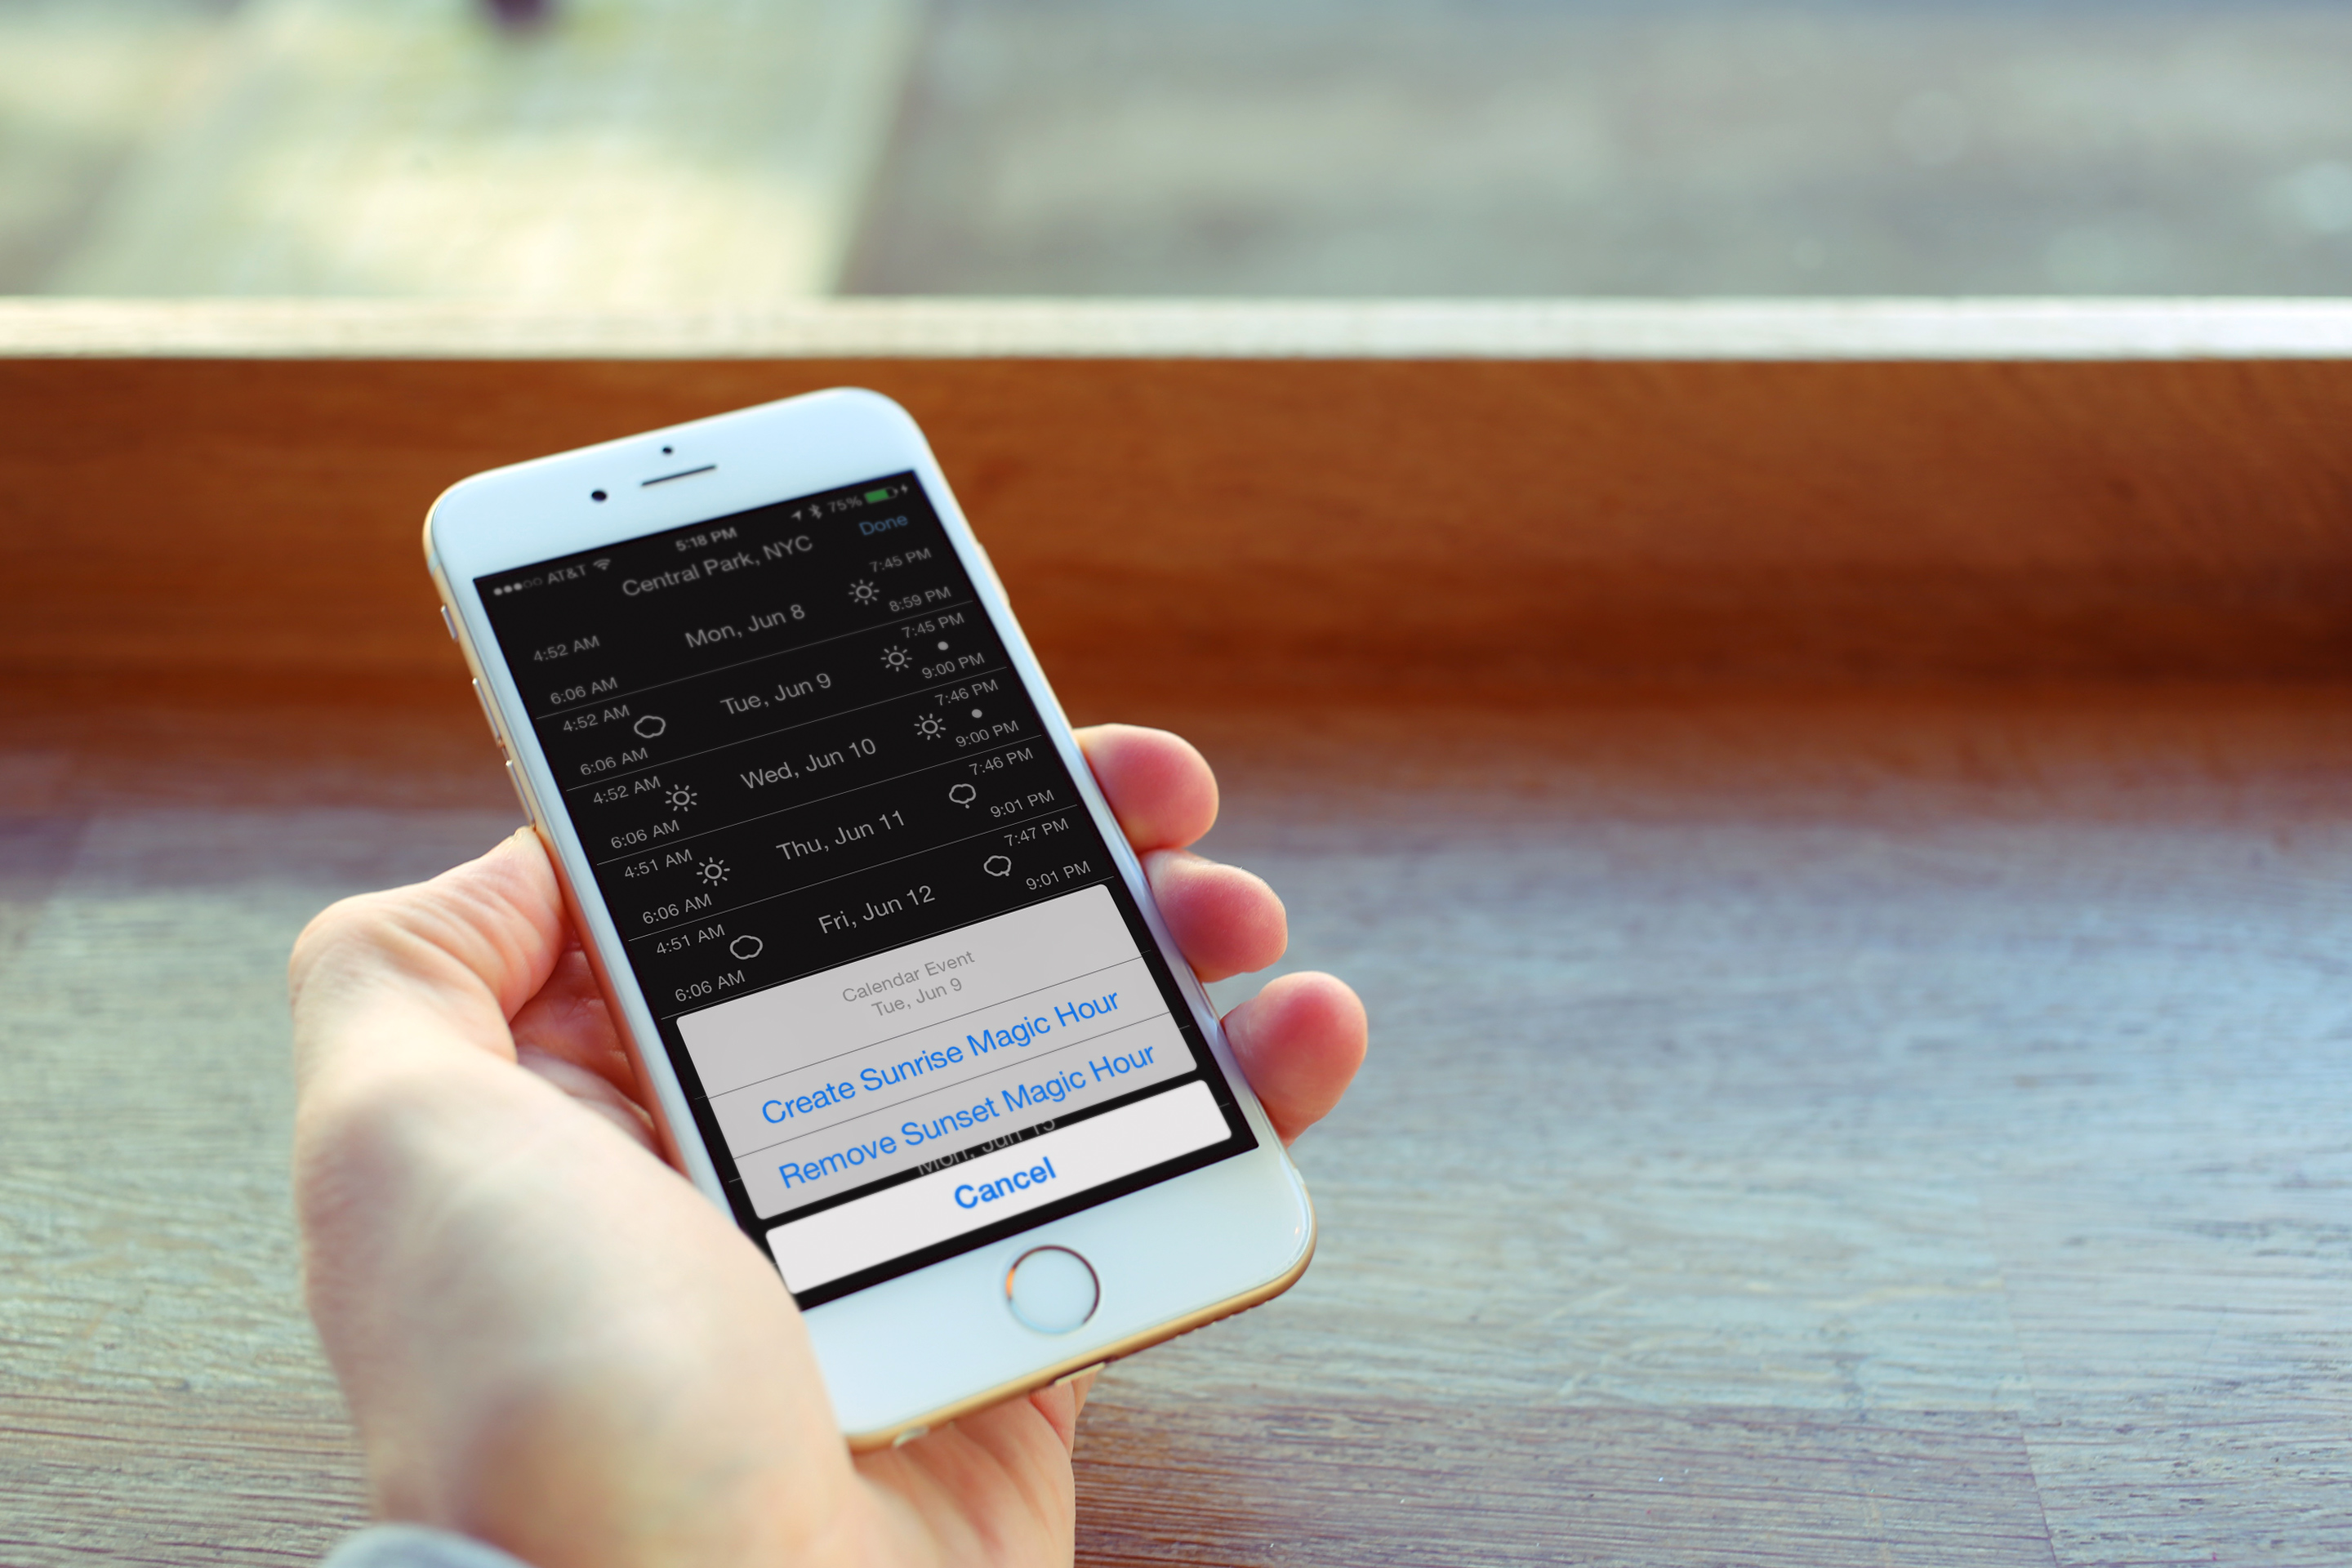 AT&T 5:18 PM 75%
Central Park, NYC Done
7:45 PM
4:52 AM Mon, Jun 8
6:06 AM 8:59 PM
7:45 PM
4:52 AM Tue, Jun 9
6:06 AM 9:00 PM
7:46 PM
4:52 AM Wed, Jun 10
6:06 AM 9:00 PM
7:46 PM
4:51 AM Thu, Jun 11
6:06 AM 9:01 PM
7:47 PM
4:51 AM Fri, Jun 12
6:06 AM 9:01 PM
Calendar Event
Tue, Jun 9
Create Sunrise Magic Hour
Remove Sunset Magic Hour
Mon, Jun 15
Cancel